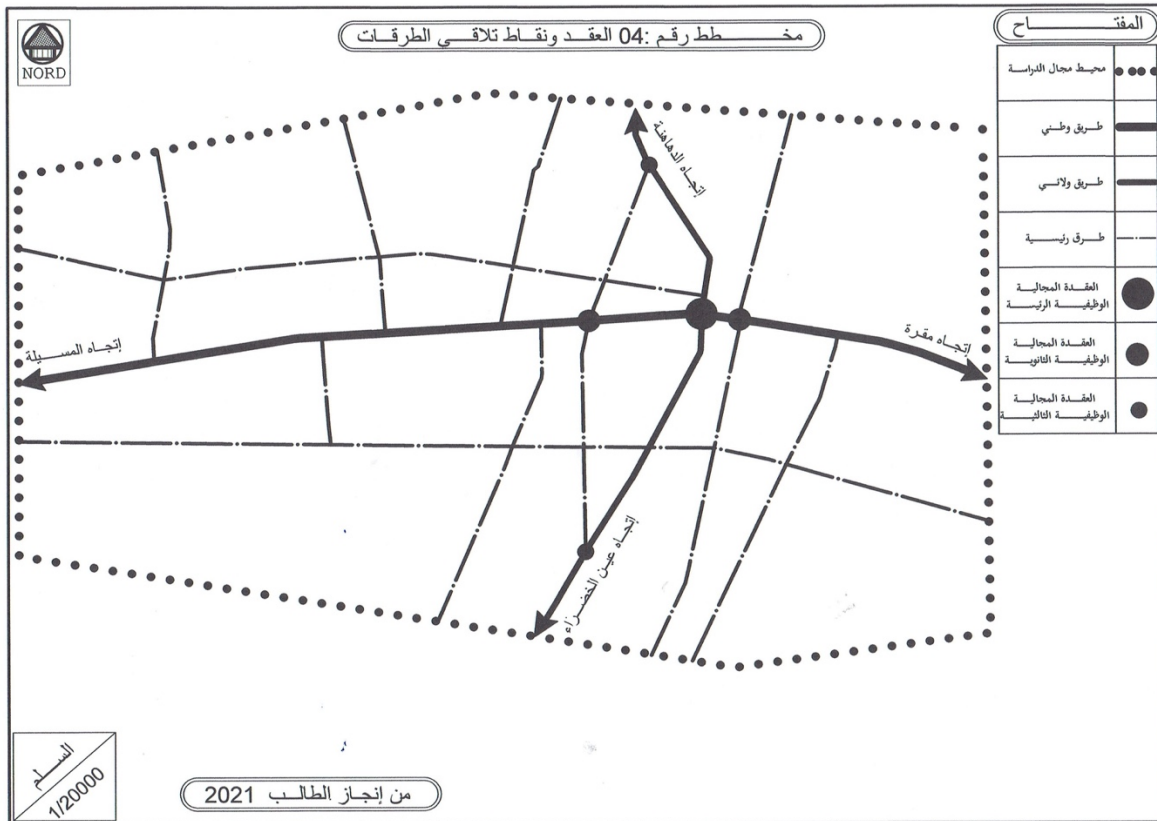 NORD
مخطط رقم :04 العقد ونقاط تلاقي الطرقات
المفتاح
محيط مجال الدراسة
طريق وطني
طريق ولائي
طرق رئيسية
العقدة المجالية
الوظيفية الرئيسة
العقدة المجالية
الوظيفية الثانوية
العقدة المجالية
الوظيفية الثالثية
إتجاه الدهاهنة
إتجاه المسيلة
إتجاه مقرة
إتجاه عين الخضراء
السلم
1/20000
من إنجاز الطالب 2021